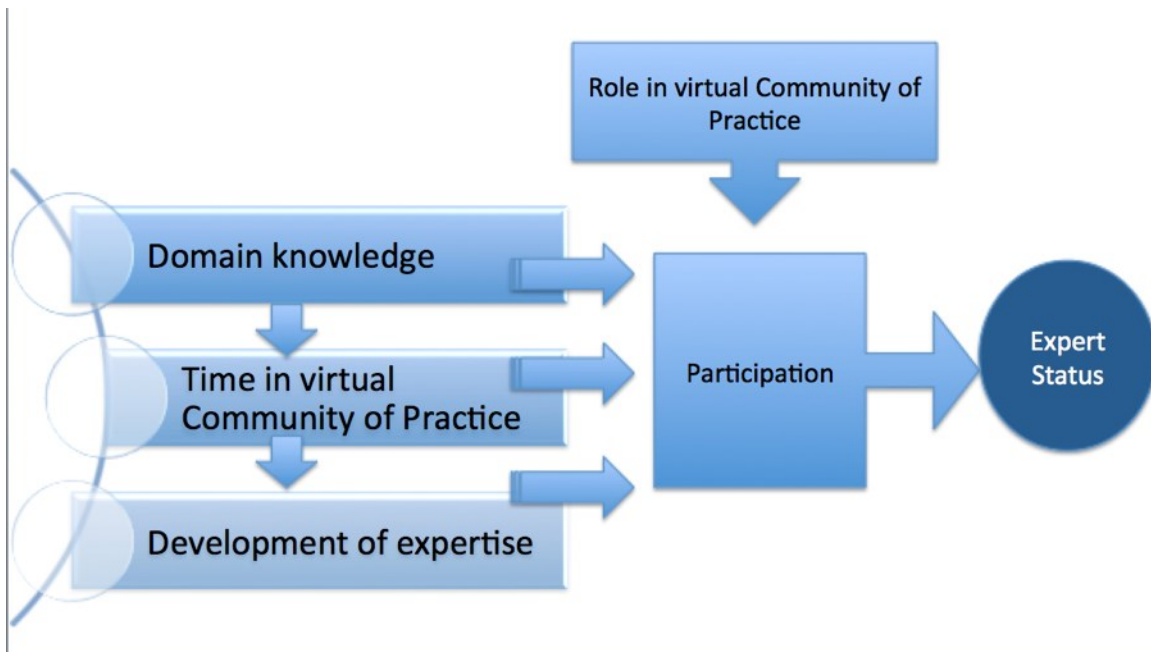 Role in virtual Community of
Practice
Domain knowledge
Time in virtual
Community of Practice
Development of expertise
Participation
Expert
Status